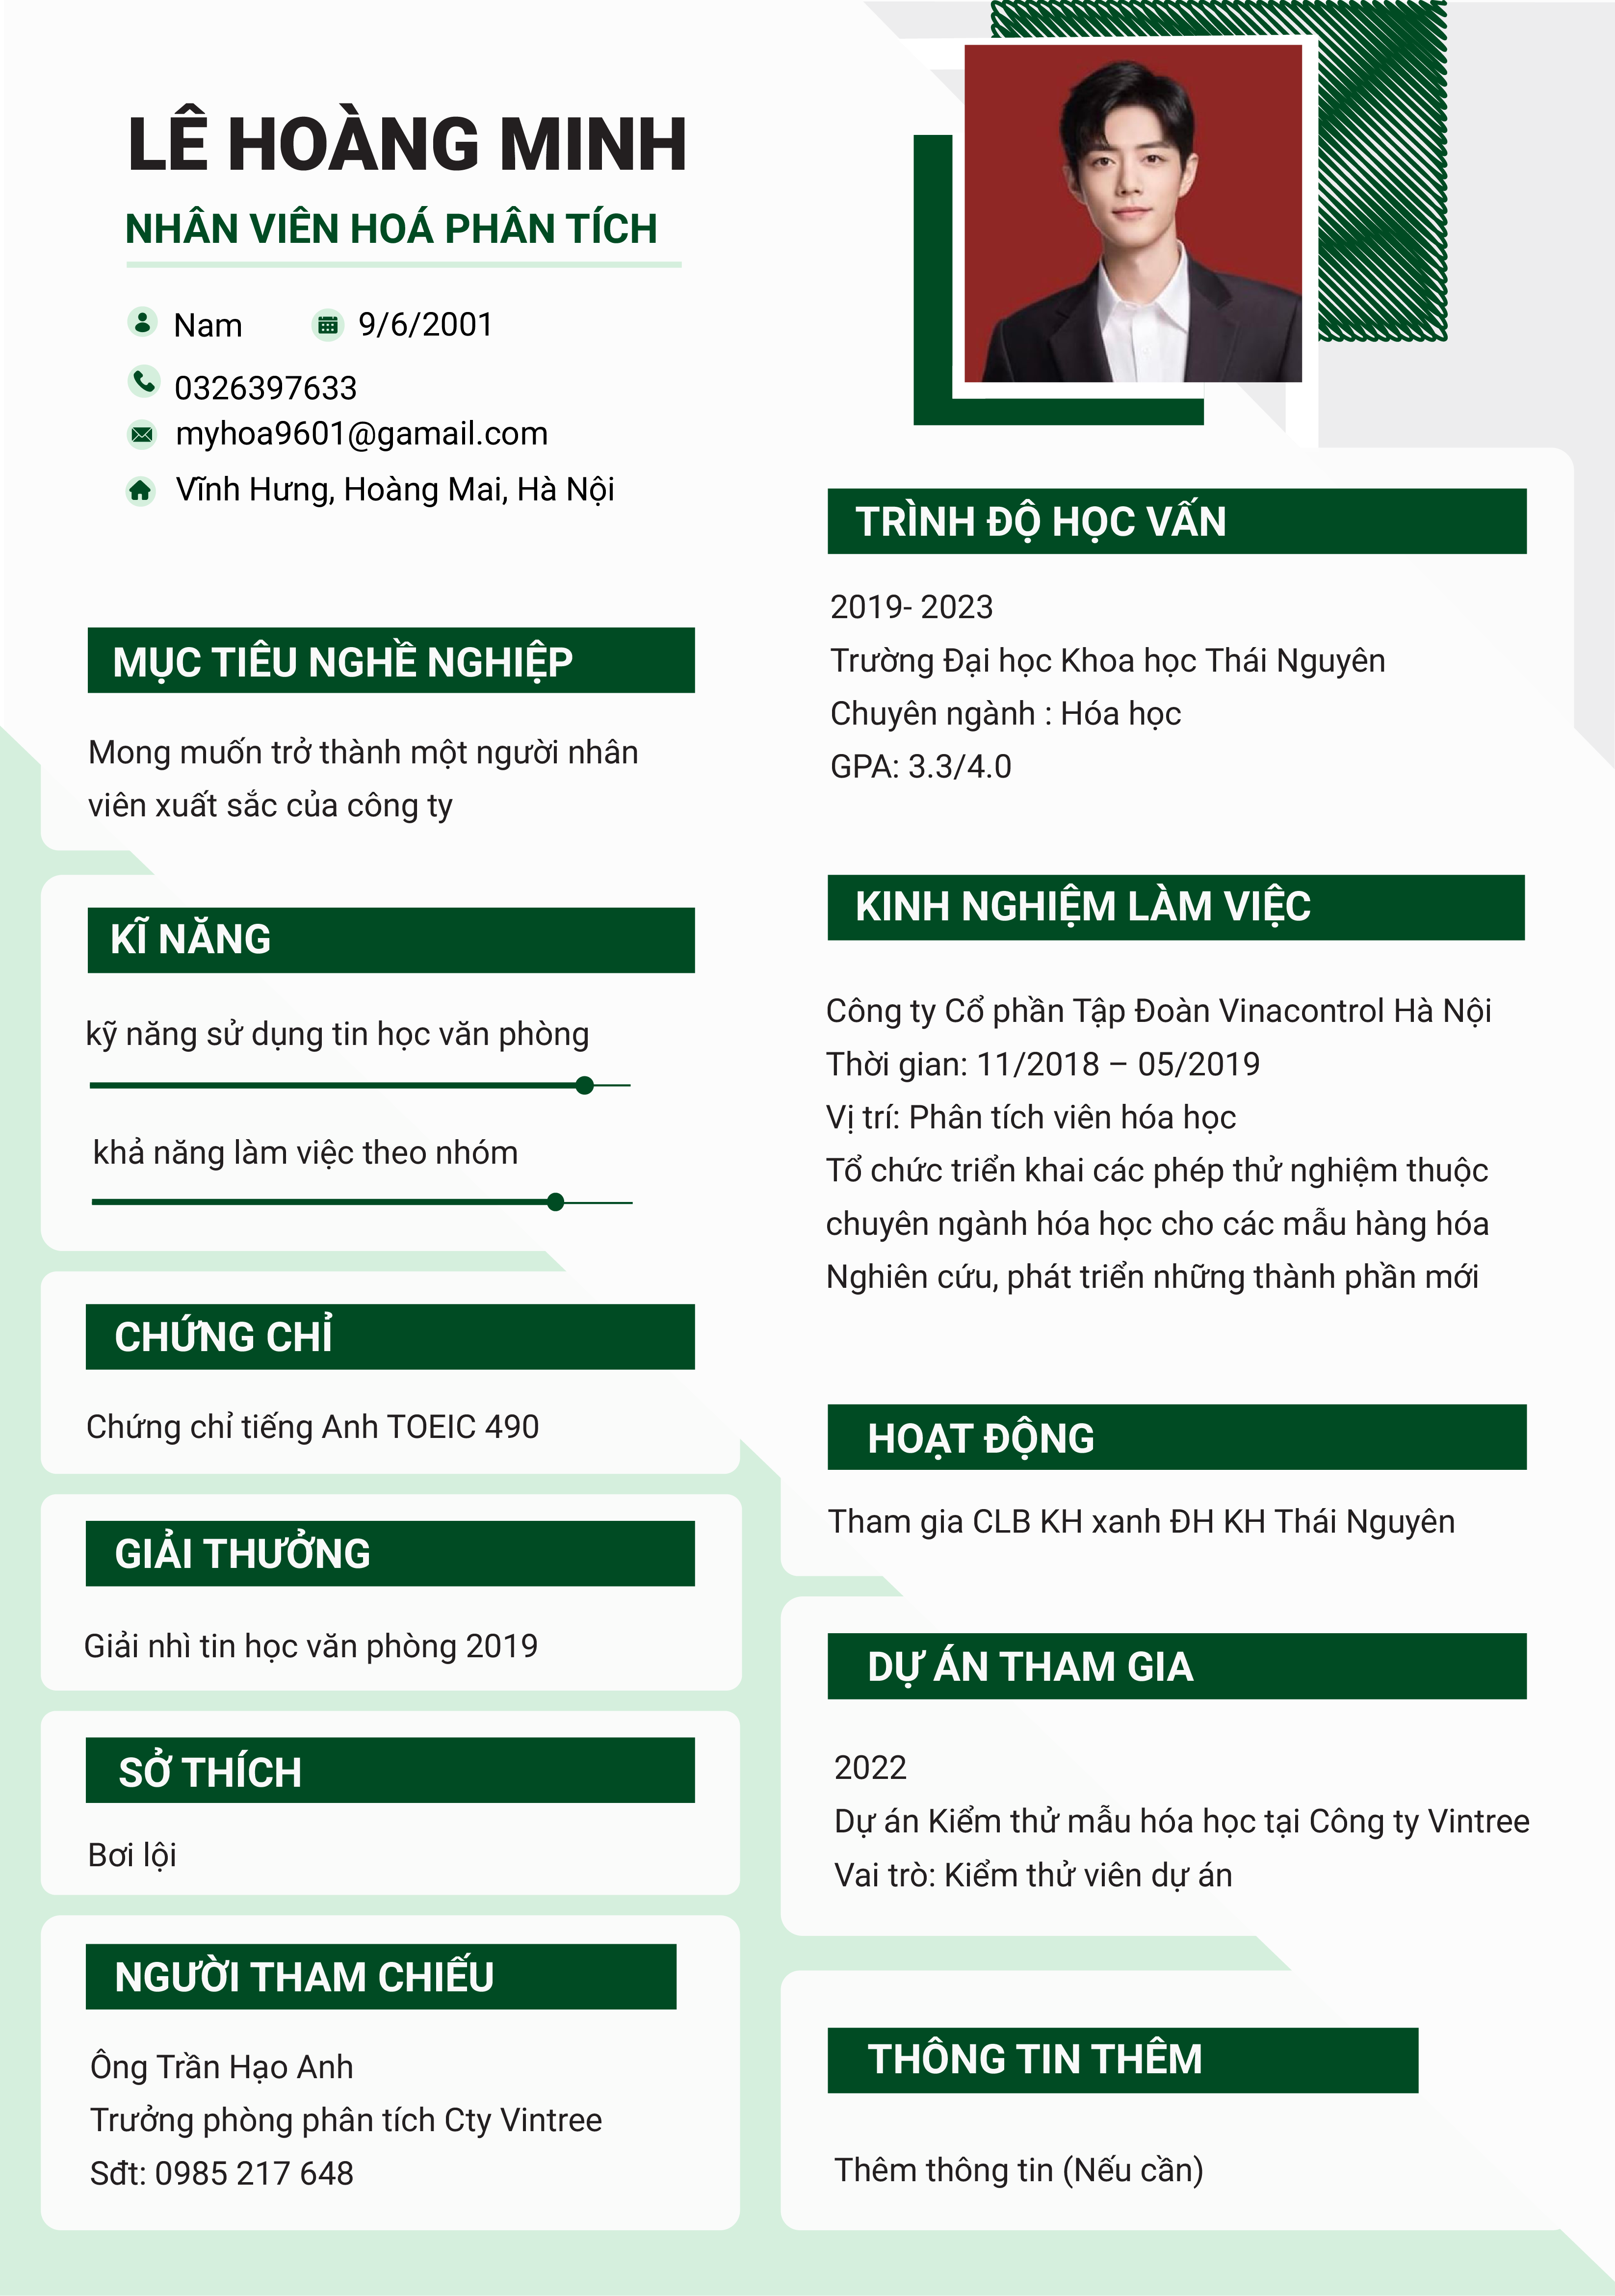 LÊ HOÀNG MINH
NHÂN VIÊN HOÁ PHÂN TÍCH
Nam 9/6/2001
0326397633
myhoa9601@gamail.com
Vĩnh Hưng, Hoàng Mai, Hà Nội
MỤC TIÊU NGHỀ NGHIỆP
Mong muốn trở thành một người nhân
viên xuất sắc của công ty
KĨ NĂNG
kỹ năng sử dụng tin học văn phòng
khả năng làm việc theo nhóm
CHỨNG CHỈ
Chứng chỉ tiếng Anh TOEIC 490
GIẢI THƯỞNG
Giải nhì tin học văn phòng 2019
SỞ THÍCH
Bơi lội
NGƯỜI THAM CHIẾU
Ông Trần Hạo Anh
Trưởng phòng phân tích Cty Vintree
Sđt: 0985 217 648
TRÌNH ĐỘ HỌC VẤN
2019- 2023
Trường Đại học Khoa học Thái Nguyên
Chuyên ngành : Hóa học
GPA: 3.3/4.0
KINH NGHIỆM LÀM VIỆC
Công ty Cổ phần Tập Đoàn Vinacontrol Hà Nội
Thời gian: 11/2018 – 05/2019
Vị trí: Phân tích viên hóa học
Tổ chức triển khai các phép thử nghiệm thuộc
chuyên ngành hóa học cho các mẫu hàng hóa
Nghiên cứu, phát triển những thành phần mới
HOẠT ĐỘNG
Tham gia CLB KH xanh ĐH KH Thái Nguyên
DỰ ÁN THAM GIA
2022
Dự án Kiểm thử mẫu hóa học tại Công ty Vintree
Vai trò: Kiểm thử viên dự án
THÔNG TIN THÊM
Thêm thông tin (Nếu cần)